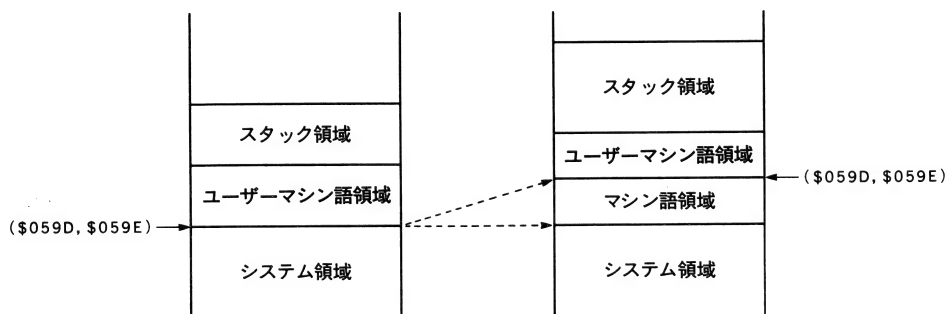 スタック領域
ユーザーマシン語領域
($059D, $059E)
システム領域
スタック領域
ユーザーマシン語領域
($059D, $059E)
マシン語領域
システム領域